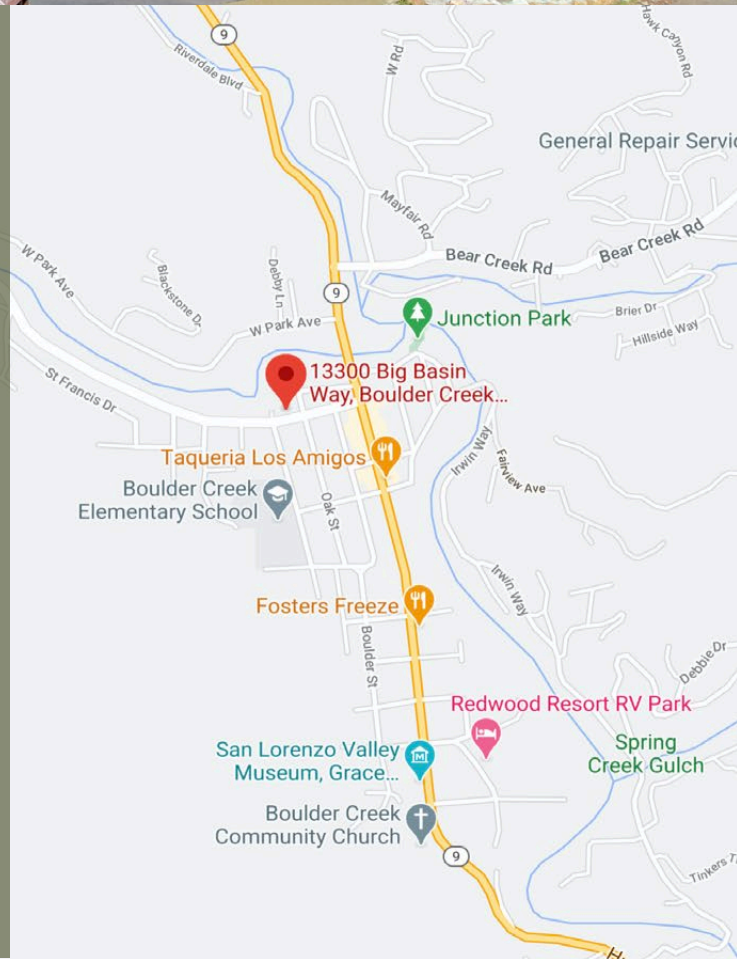 Hawk Canyon Rd
9
Riverdale Blvd
W Rd
General Repair Servic
Mayfair Rd
Bear Creek Rd
Bear Creek Rd
W Park Ave
Blackstone Dr
Debby Ln
9
Brier Dr
Junction Park
W Park Ave
Hillside Way
13300 Big Basin
Way, Boulder Creek...
St Francis Dr
Taqueria Los Amigos
Irwin Way
Fairview Ave
Boulder Creek
Elementary School
Oak St
Irwin Way
Fosters Freeze
Boulder St
Debbie Dr
Redwood Resort RV Park
San Lorenzo Valley
Museum, Grace...
Spring
Creek Gulch
Boulder Creek
Community Church
9
Tinkers T